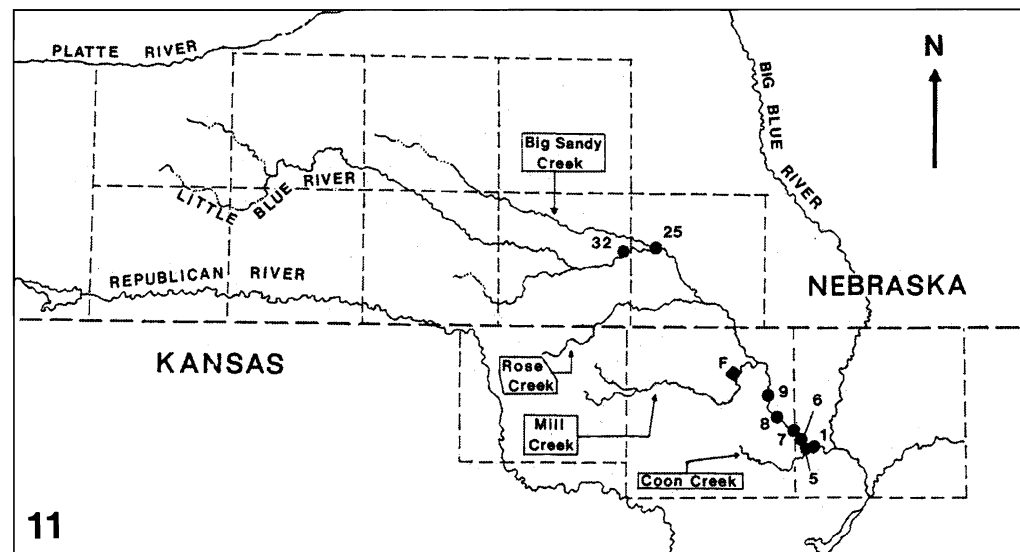 PLATTE RIVER
N
BIG BLUE RIVER
Big Sandy
Creek
LITTLE BLUE RIVER
32
25
REPUBLICAN RIVER
NEBRASKA
KANSAS
Rose
Creek
F
9
6
8
Mill
Creek
7
1
Coon Creek
5
11